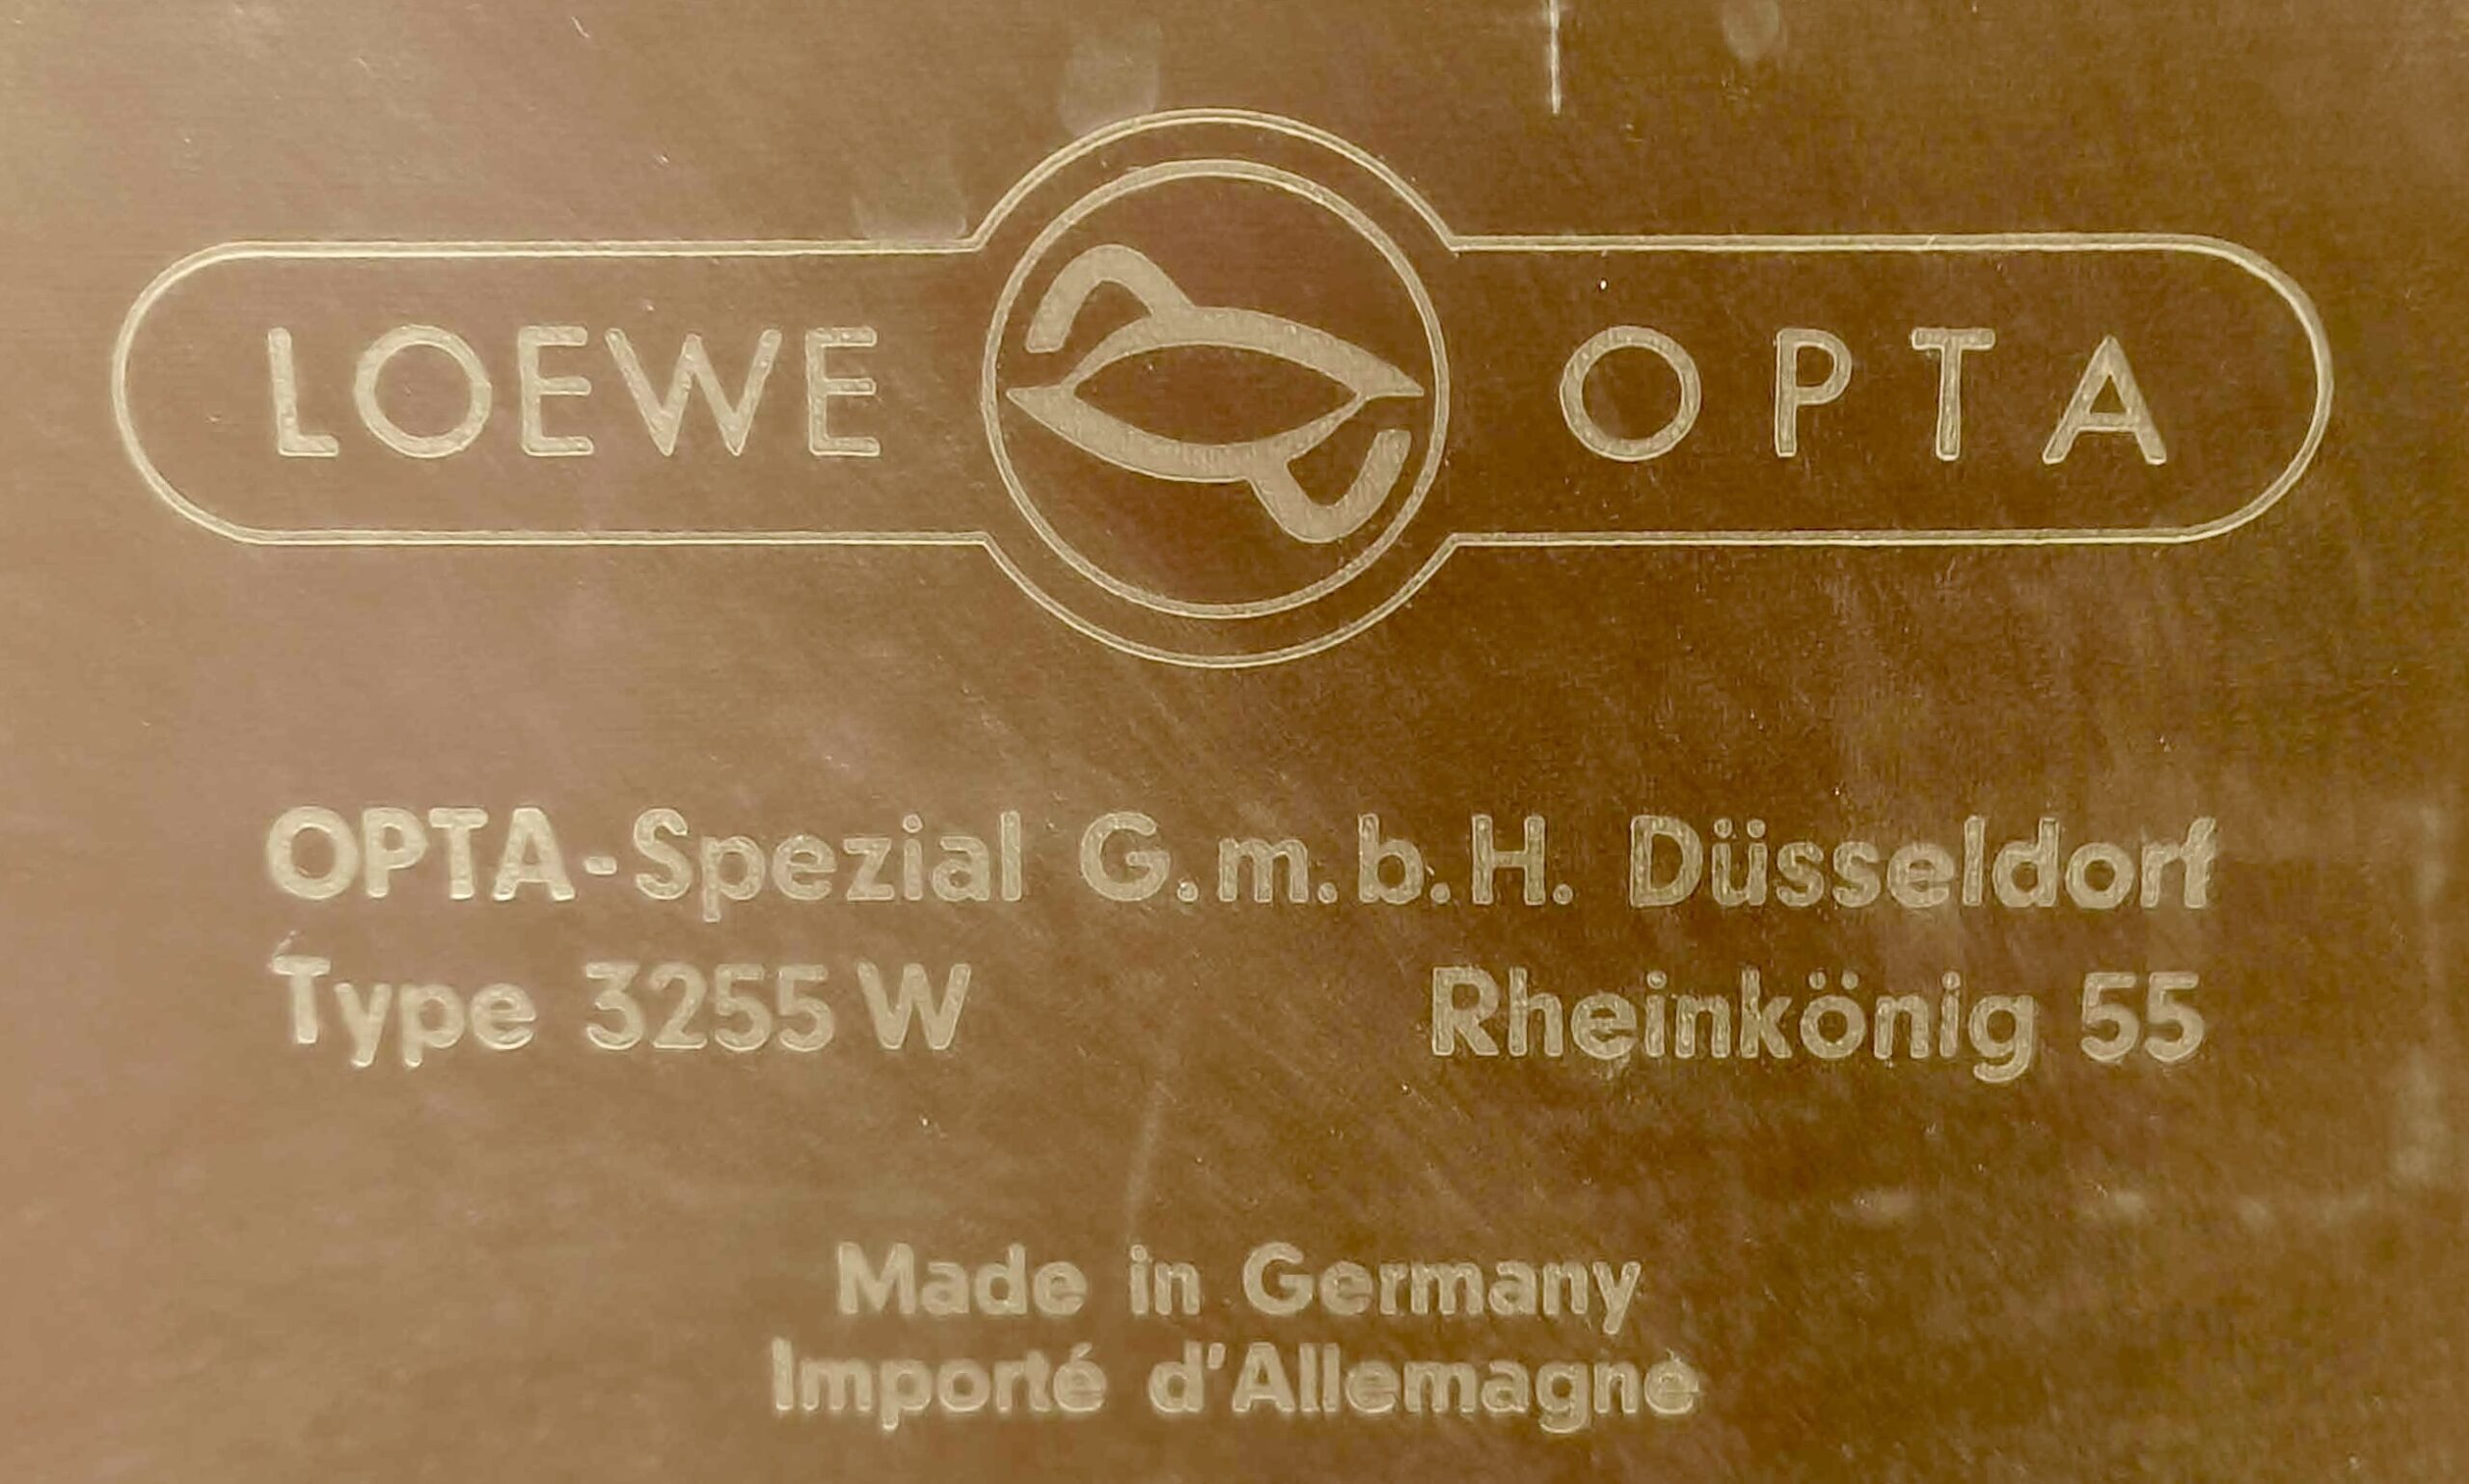 LOEWE OPTA
OPTA-Spezial G.m.b.H. Düsseldorf
Type 3255 W Rheinkönig 55
Made in Germany
Importé d'Allemagne